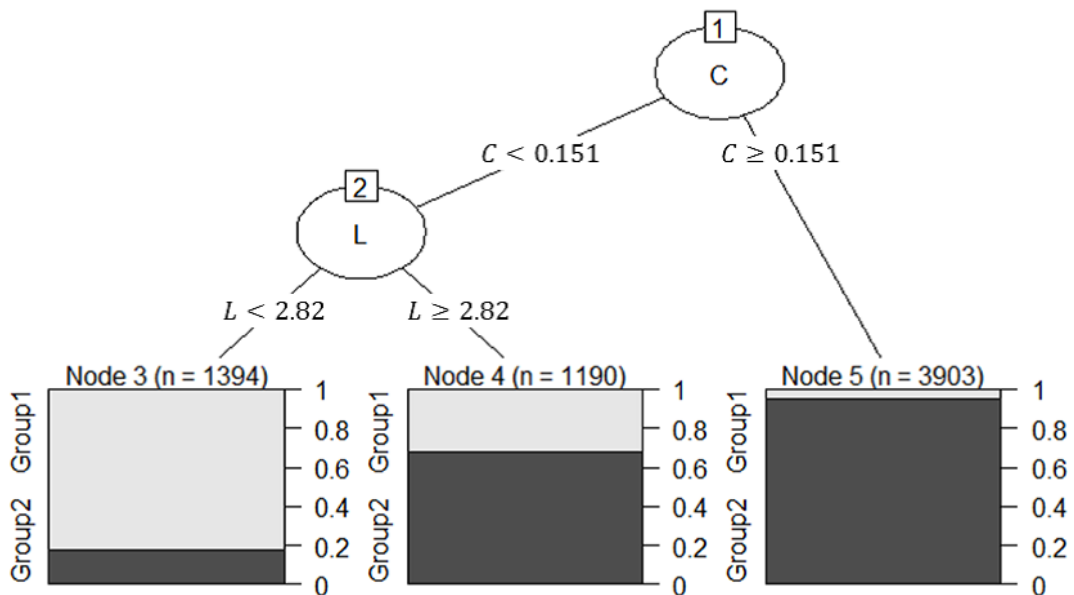 1
C
C < 0.151
C ≥ 0.151
2
L
L < 2.82
L ≥ 2.82
Node 3 (n = 1394)
Group1
Group2
1
0.8
0.6
0.4
0.2
0
Node 4 (n = 1190)
Group1
Group2
1
0.8
0.6
0.4
0.2
0
Node 5 (n = 3903)
Group1
Group2
1
0.8
0.6
0.4
0.2
0